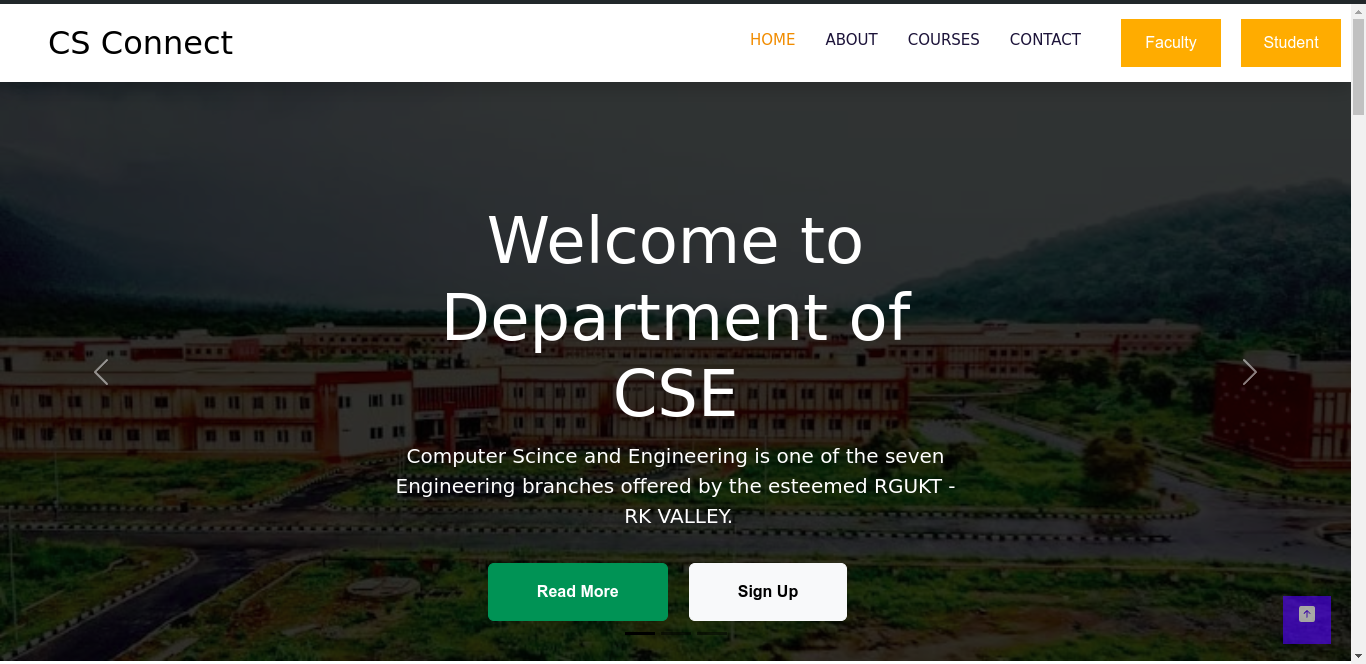 CS Connect
HOME
ABOUT
COURSES
CONTACT
Faculty
Student
Welcome to
Department of
CSE
Computer Scince and Engineering is one of the seven
Engineering branches offered by the esteemed RGUKT -
RK VALLEY.
Read More
Sign Up